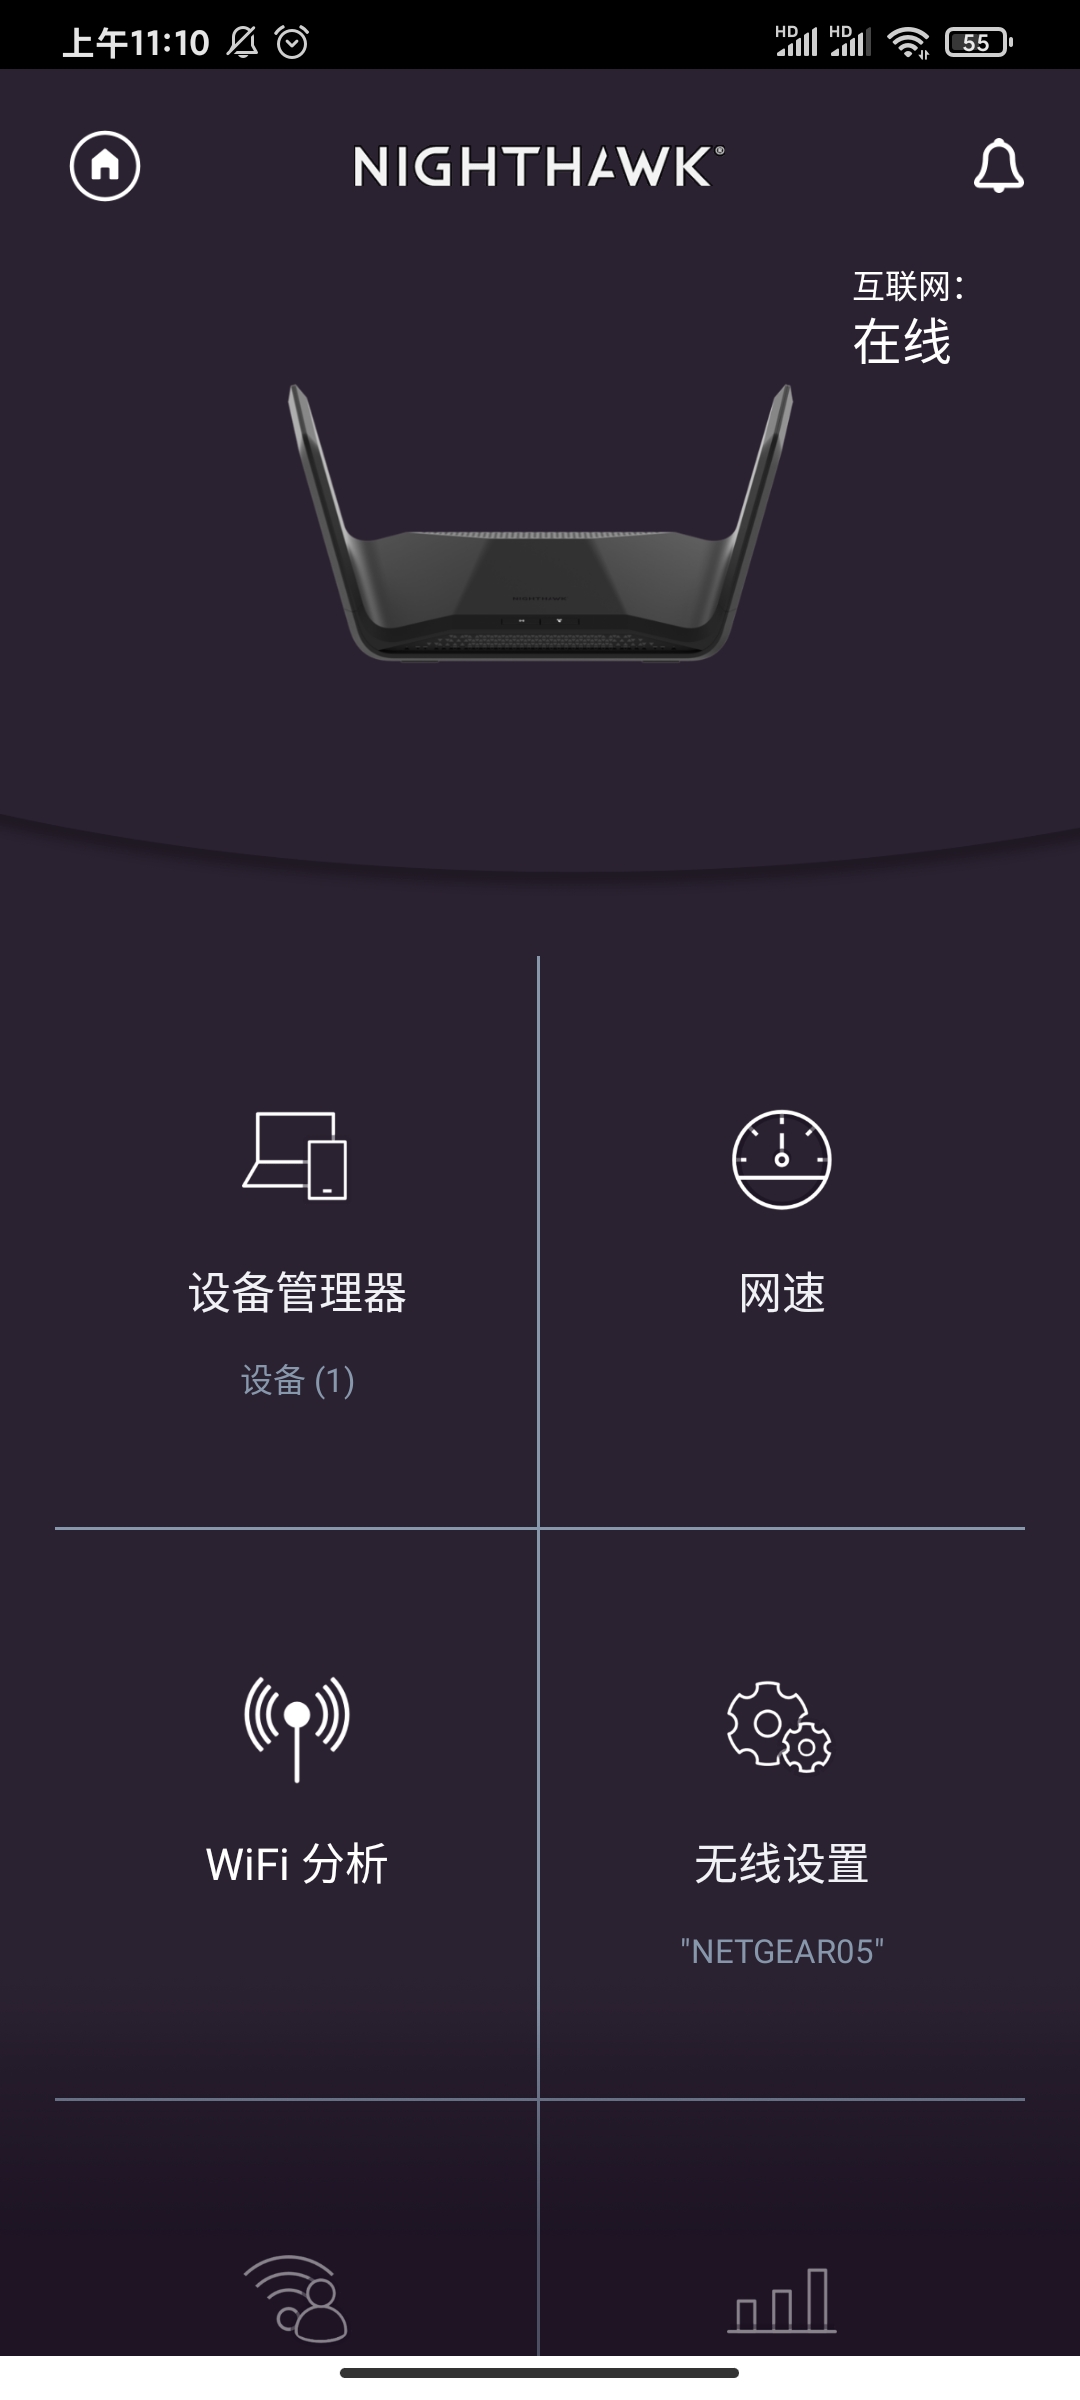 上午11:10
HD HD 55
NIGHTHAWK®
互联网：
在线
设备管理器
网速
设备 (1)
WiFi 分析
无线设置
"NETGEAR05"